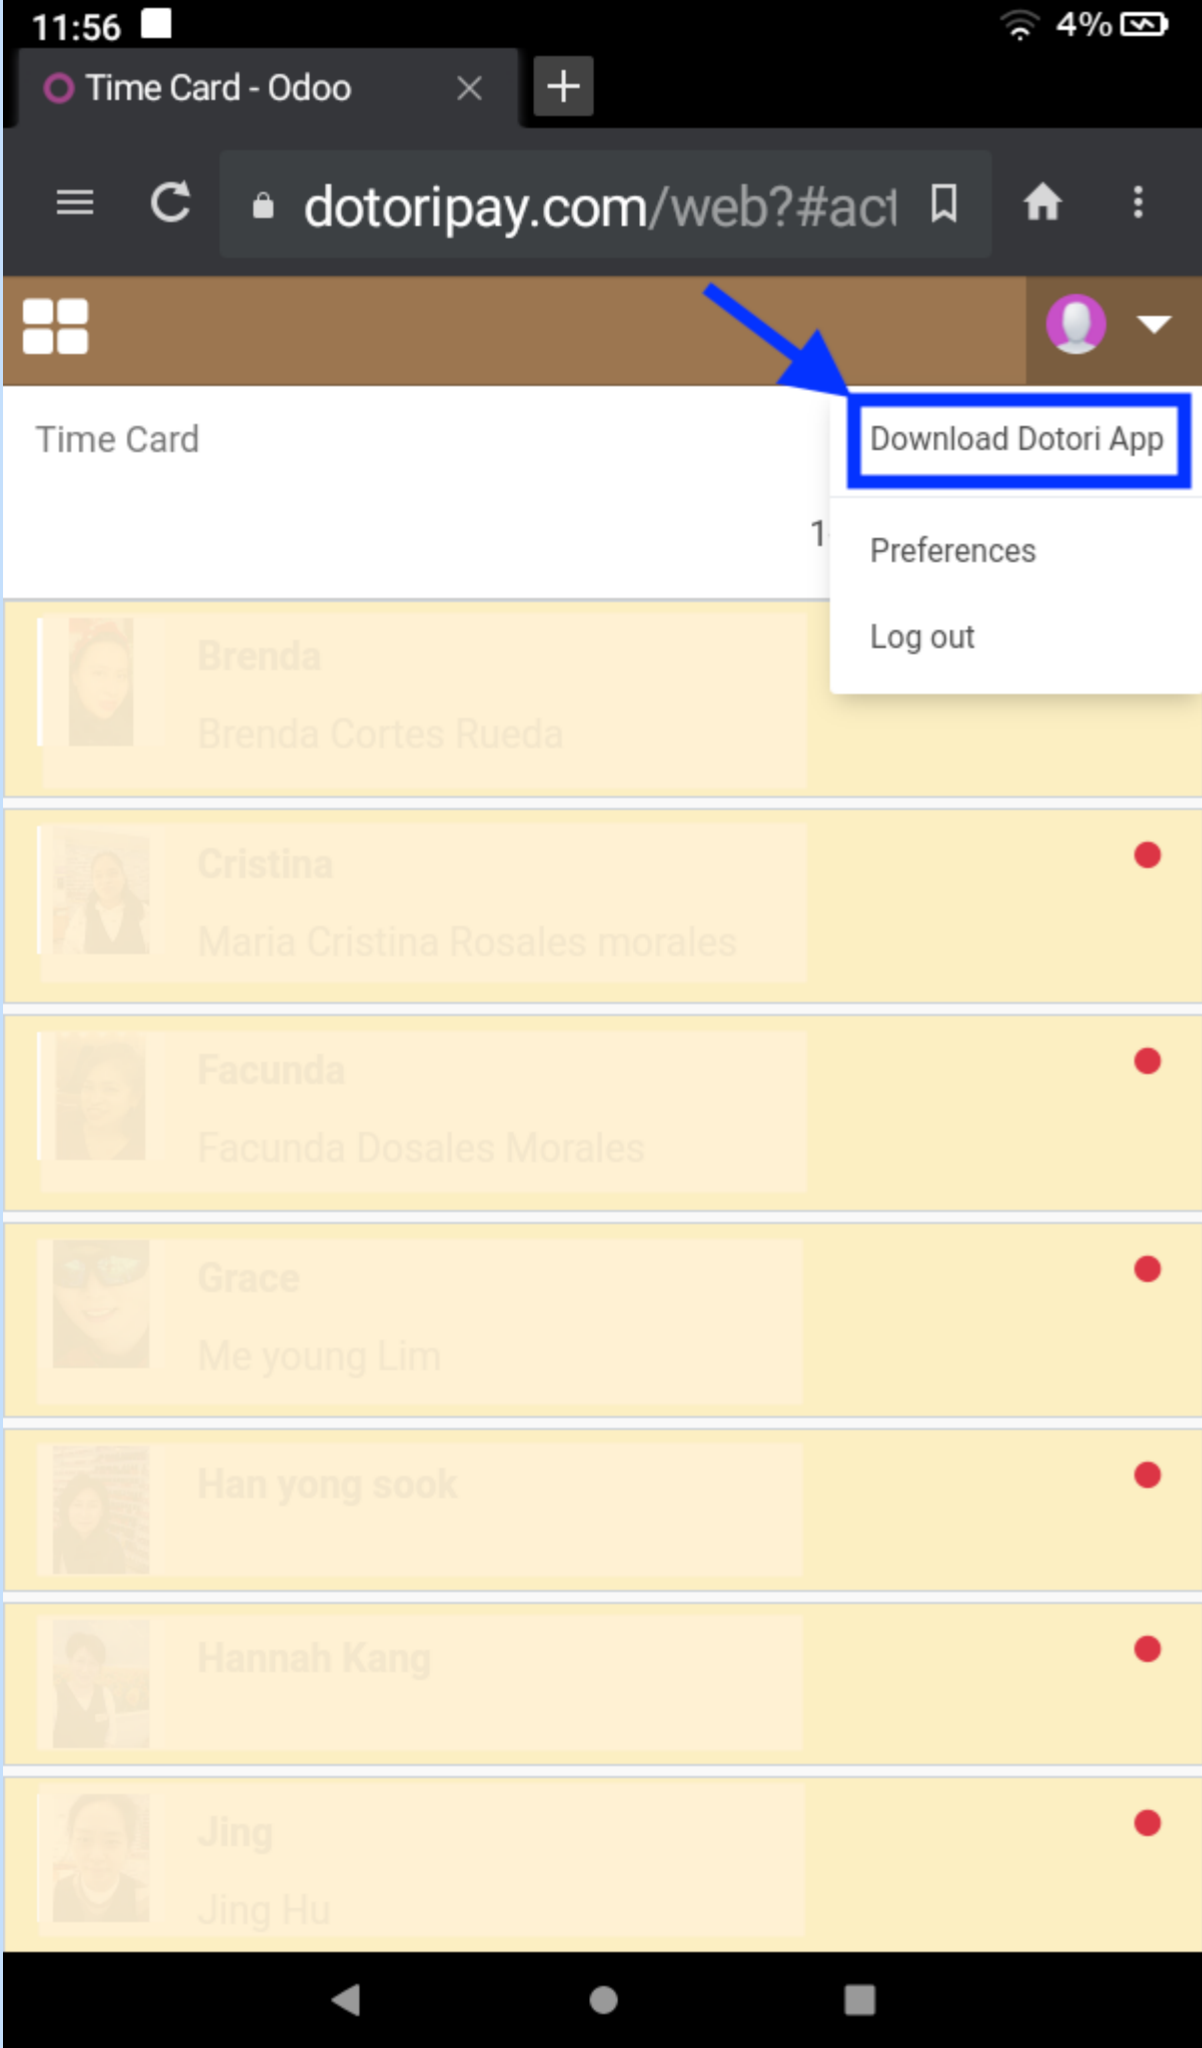 11:56
4%
Time Card - Odoo
dotoripay.com/web?#act
Time Card
Download Dotori App
1
Preferences
Log out
Brenda
Brenda Cortes Rueda
Cristina
Maria Cristina Rosales morales
Facunda
Facunda Dosales Morales
Grace
Me young Lim
Han yong sook
Hannah Kang
Jing
Jing Hu